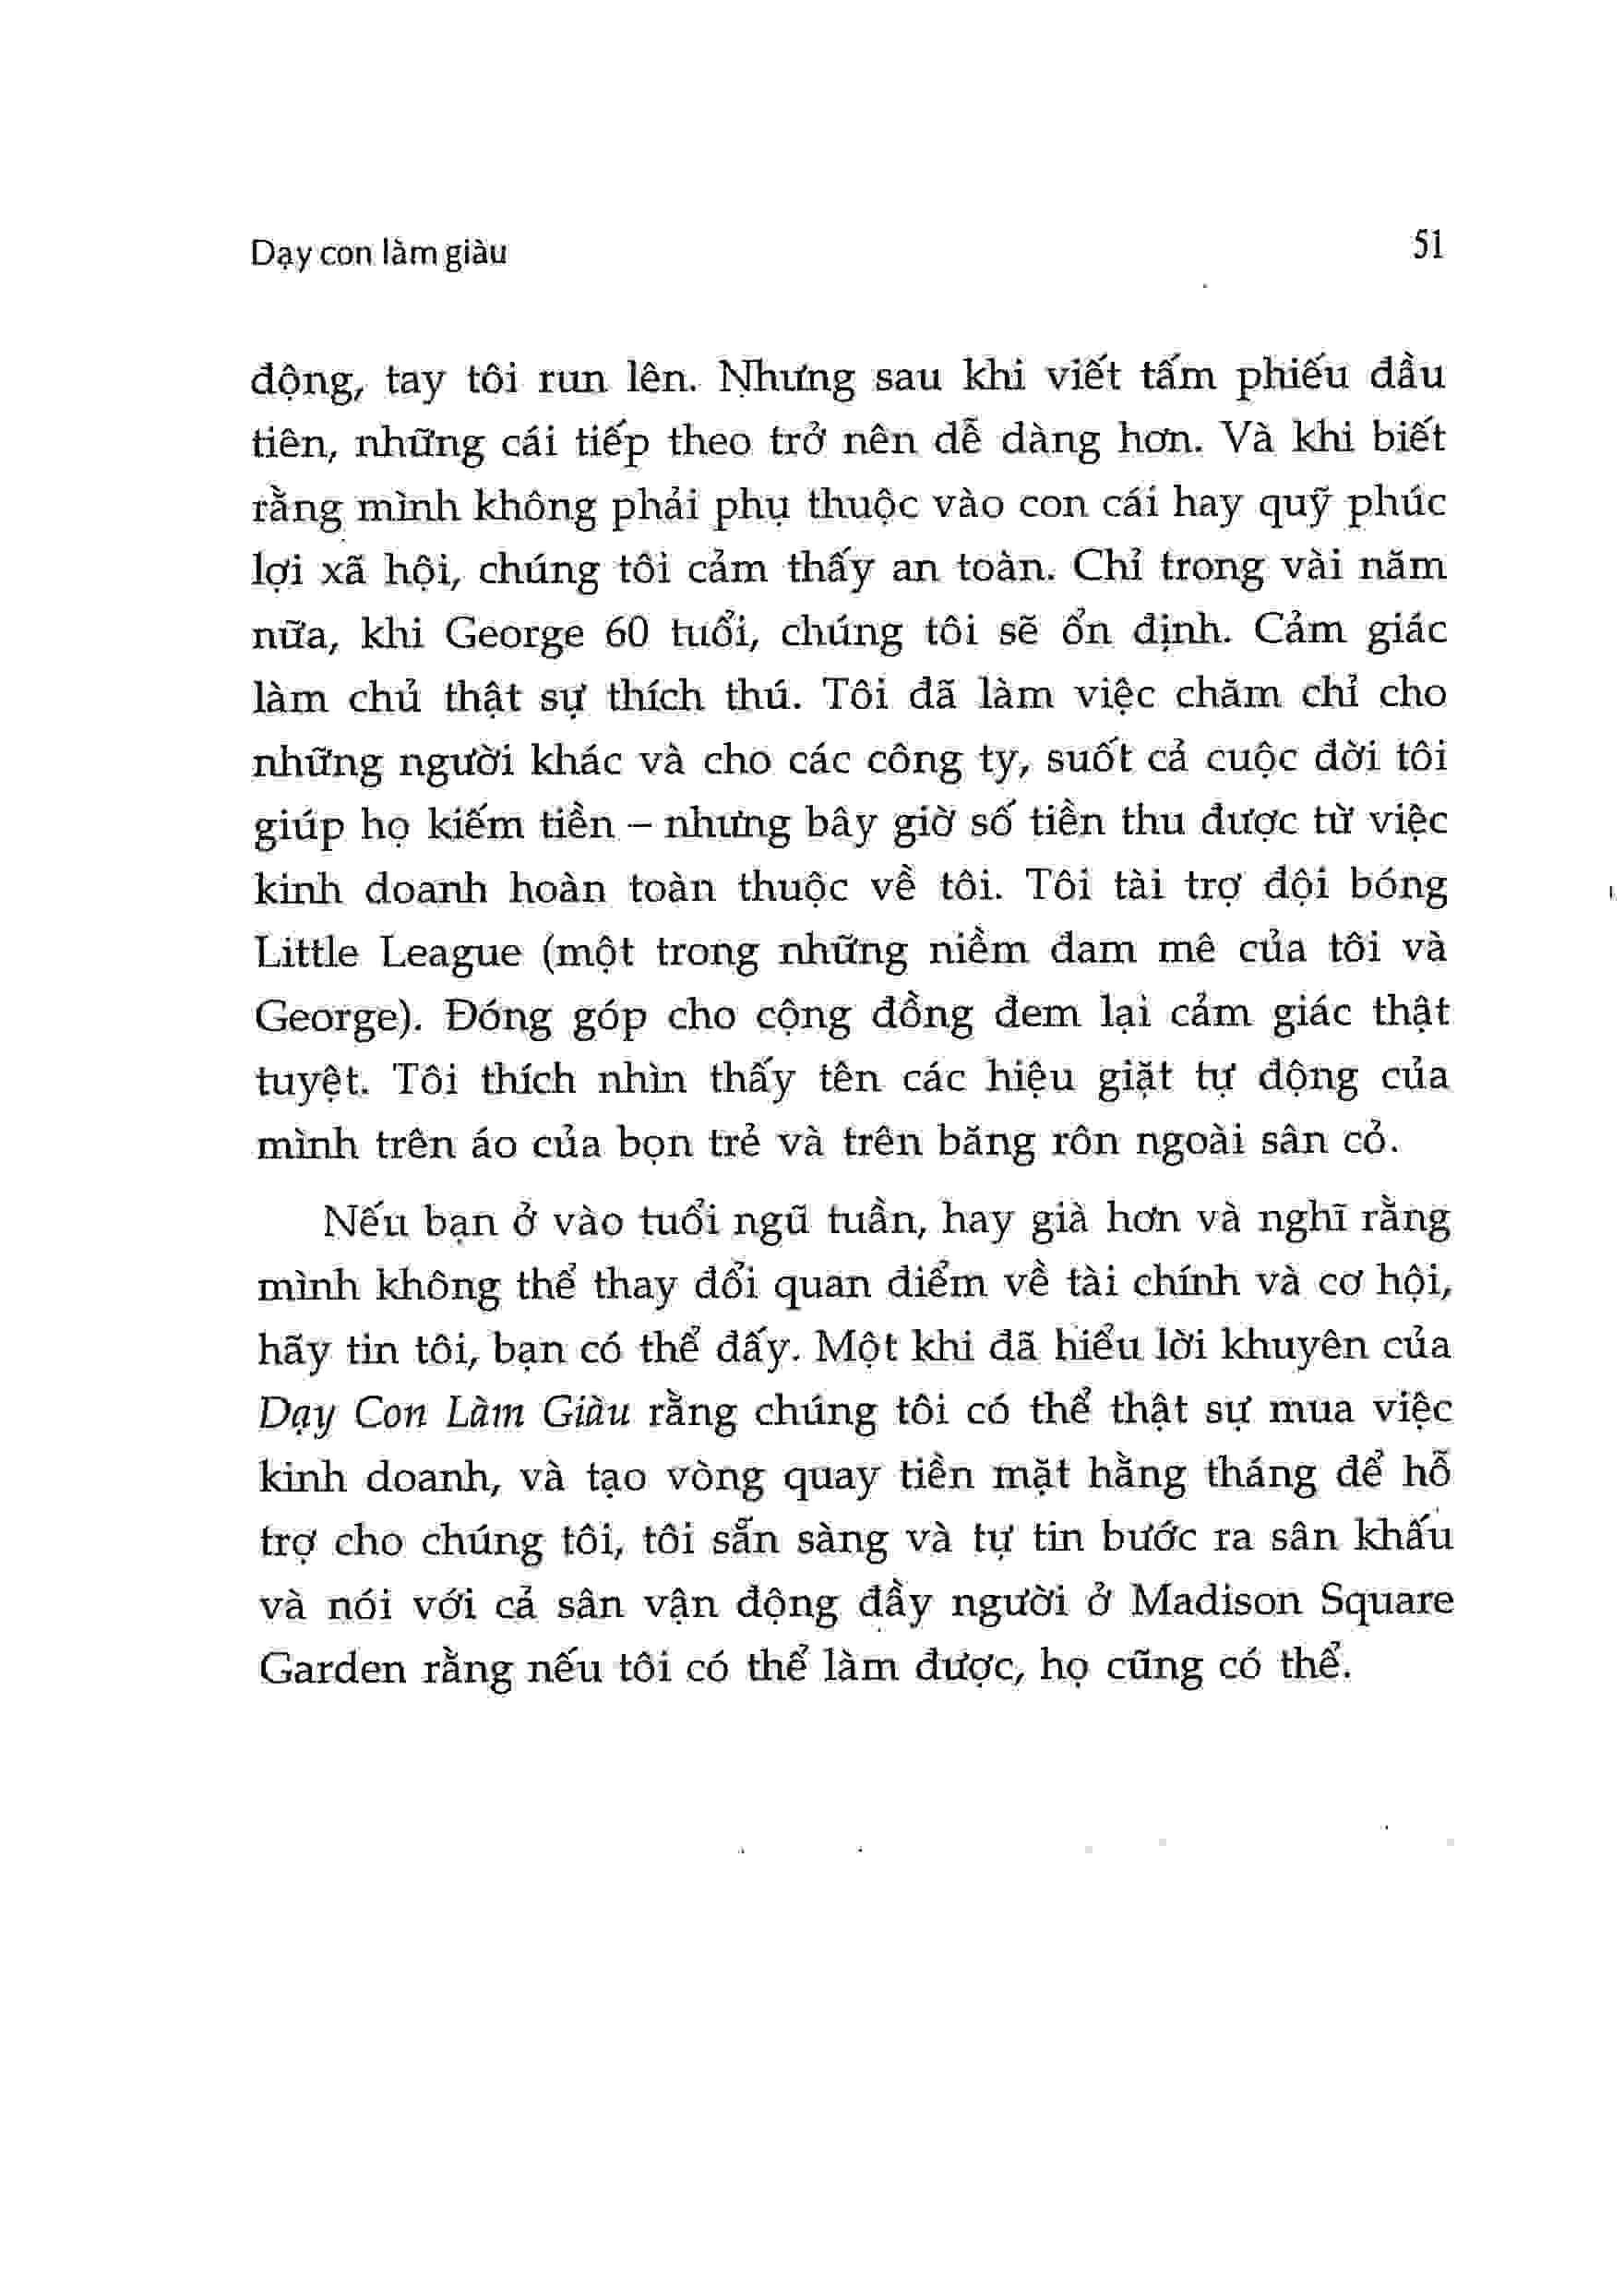 Dạy con làm giàu 51
động, tay tôi run lên. Nhưng sau khi viết tấm phiếu đầu
tiên, những cái tiếp theo trở nên dễ dàng hơn. Và khi biết
rằng mình không phải phụ thuộc vào con cái hay quỹ phúc
lợi xã hội, chúng tôi cảm thấy an toàn. Chỉ trong vài năm
nữa, khi George 60 tuổi, chúng tôi sẽ ổn định. Cảm giác
làm chủ thật sự thích thú. Tôi đã làm việc chăm chỉ cho
những người khác và cho các công ty, suốt cả cuộc đời tôi
giúp họ kiếm tiền – nhưng bây giờ số tiền thu được từ việc
kinh doanh hoàn toàn thuộc về tôi. Tôi tài trợ đội bóng
Little League (một trong những niềm đam mê của tôi và
George). Đóng góp cho cộng đồng đem lại cảm giác thật
tuyệt. Tôi thích nhìn thấy tên các hiệu giặt tự động của
mình trên áo của bọn trẻ và trên băng rôn ngoài sân cỏ.
Nếu bạn ở vào tuổi ngũ tuần, hay già hơn và nghĩ rằng
mình không thể thay đổi quan điểm về tài chính và cơ hội,
hãy tin tôi, bạn có thể đấy. Một khi đã hiểu lời khuyên của
Dạy Con Làm Giàu rằng chúng tôi có thể thật sự mua việc
kinh doanh, và tạo vòng quay tiền mặt hằng tháng để hỗ
trợ cho chúng tôi, tôi sẵn sàng và tự tin bước ra sân khấu
và nói với cả sân vận động đầy người ở Madison Square
Garden rằng nếu tôi có thể làm được, họ cũng có thể.